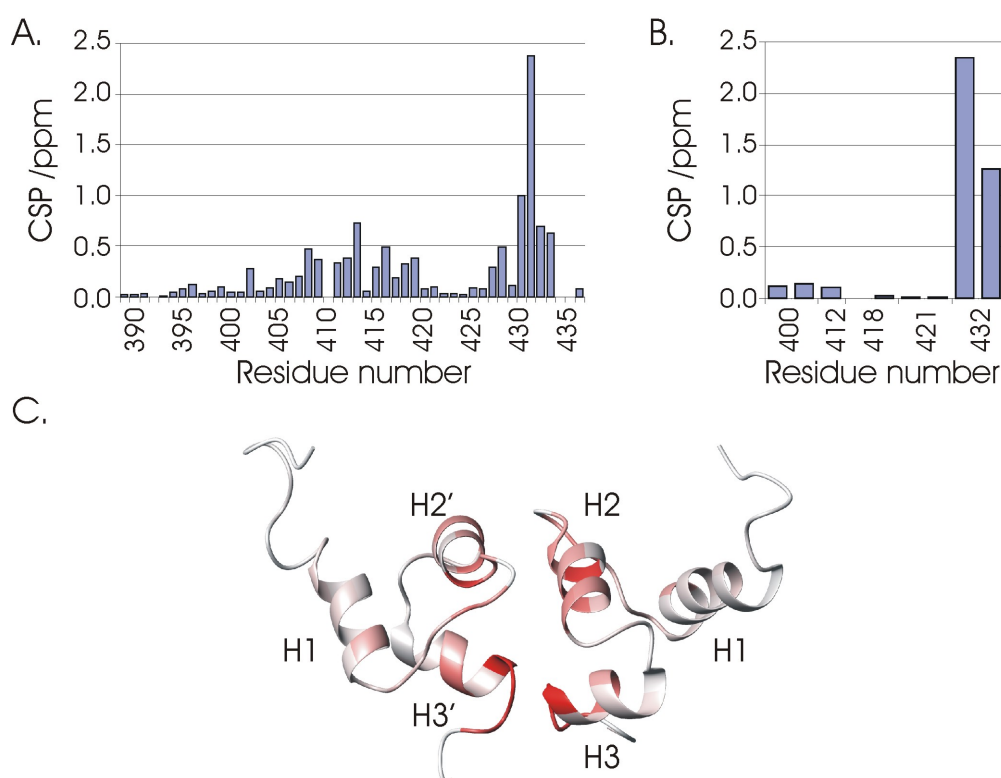 A.
CSP /ppm
2.5
2.0
1.5
1.0
0.5
0.0
390 395 400 405 410 415 420 425 430 435
Residue number
B.
CSP /ppm
2.5
2.0
1.5
1.0
0.5
0.0
400 412 418 421 432
Residue number
C.
H2' H2
H1 H1
H3' H3